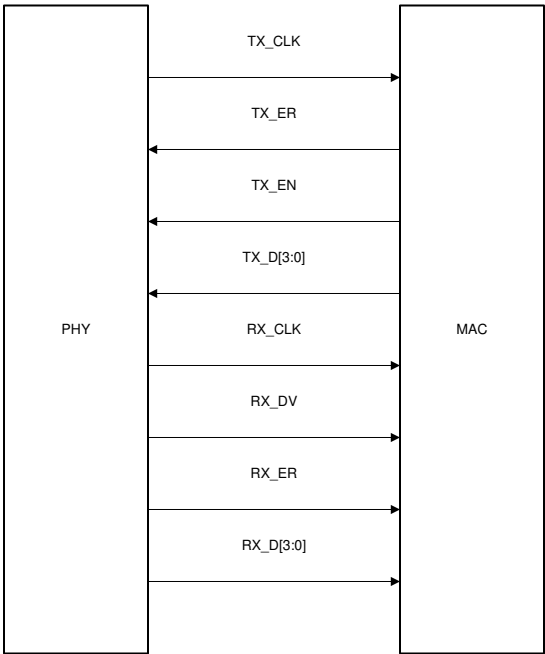 TX_CLK
TX_ER
TX_EN
TX_D[3:0]
PHY
RX_CLK
MAC
RX_DV
RX_ER
RX_D[3:0]